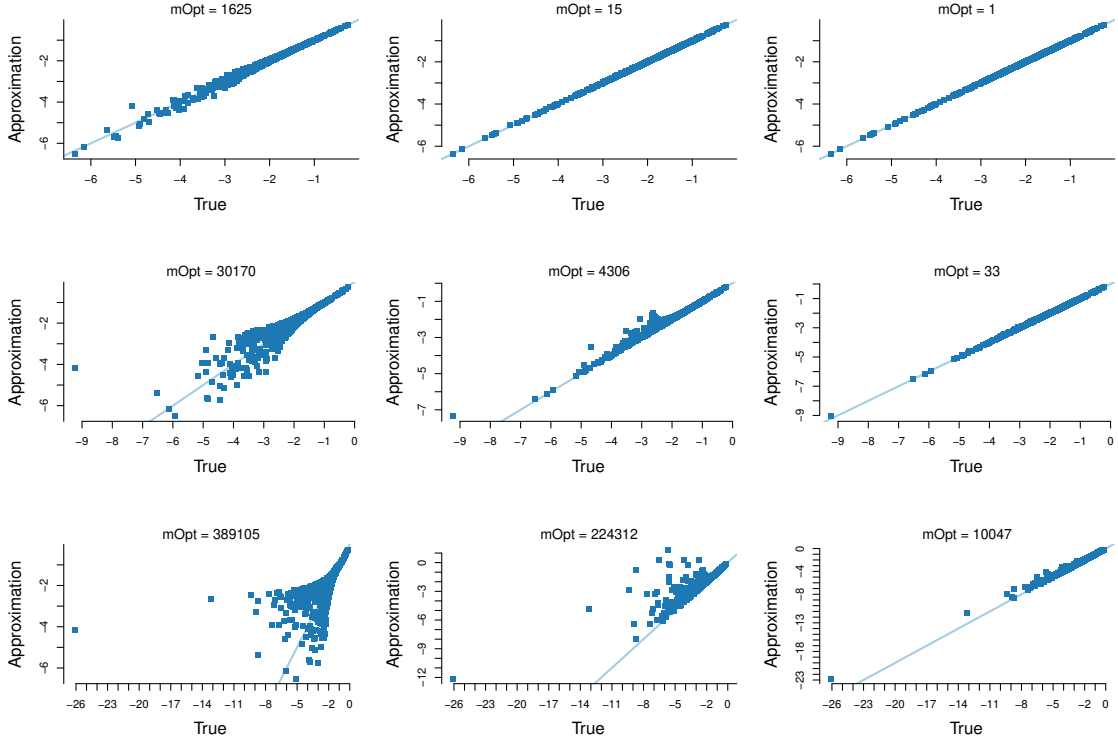 mOpt = 1625
Approximation
−2
−4
−6
−6 −5 −4 −3 −2 −1
True
mOpt = 15
Approximation
−2
−4
−6
−6 −5 −4 −3 −2 −1
True
mOpt = 1
Approximation
−2
−4
−6
−6 −5 −4 −3 −2 −1
True
mOpt = 30170
Approximation
−2
−4
−6
−9 −8 −7 −6 −5 −4 −3 −2 −1 0
True
mOpt = 4306
Approximation
−1
−3
−5
−7
−9 −8 −7 −6 −5 −4 −3 −2 −1 0
True
mOpt = 33
Approximation
−1
−3
−5
−7
−9
−9 −8 −7 −6 −5 −4 −3 −2 −1 0
True
mOpt = 389105
Approximation
−2
−4
−6
−26 −23 −20 −17 −14 −11 −8 −5 −2 0
True
mOpt = 224312
Approximation
0
−3
−6
−9
−12
−26 −23 −20 −17 −14 −11 −8 −5 −2 0
True
mOpt = 10047
Approximation
0
−3
−8
−13
−18
−23
−26 −23 −20 −17 −14 −11 −8 −5 −2 0
True